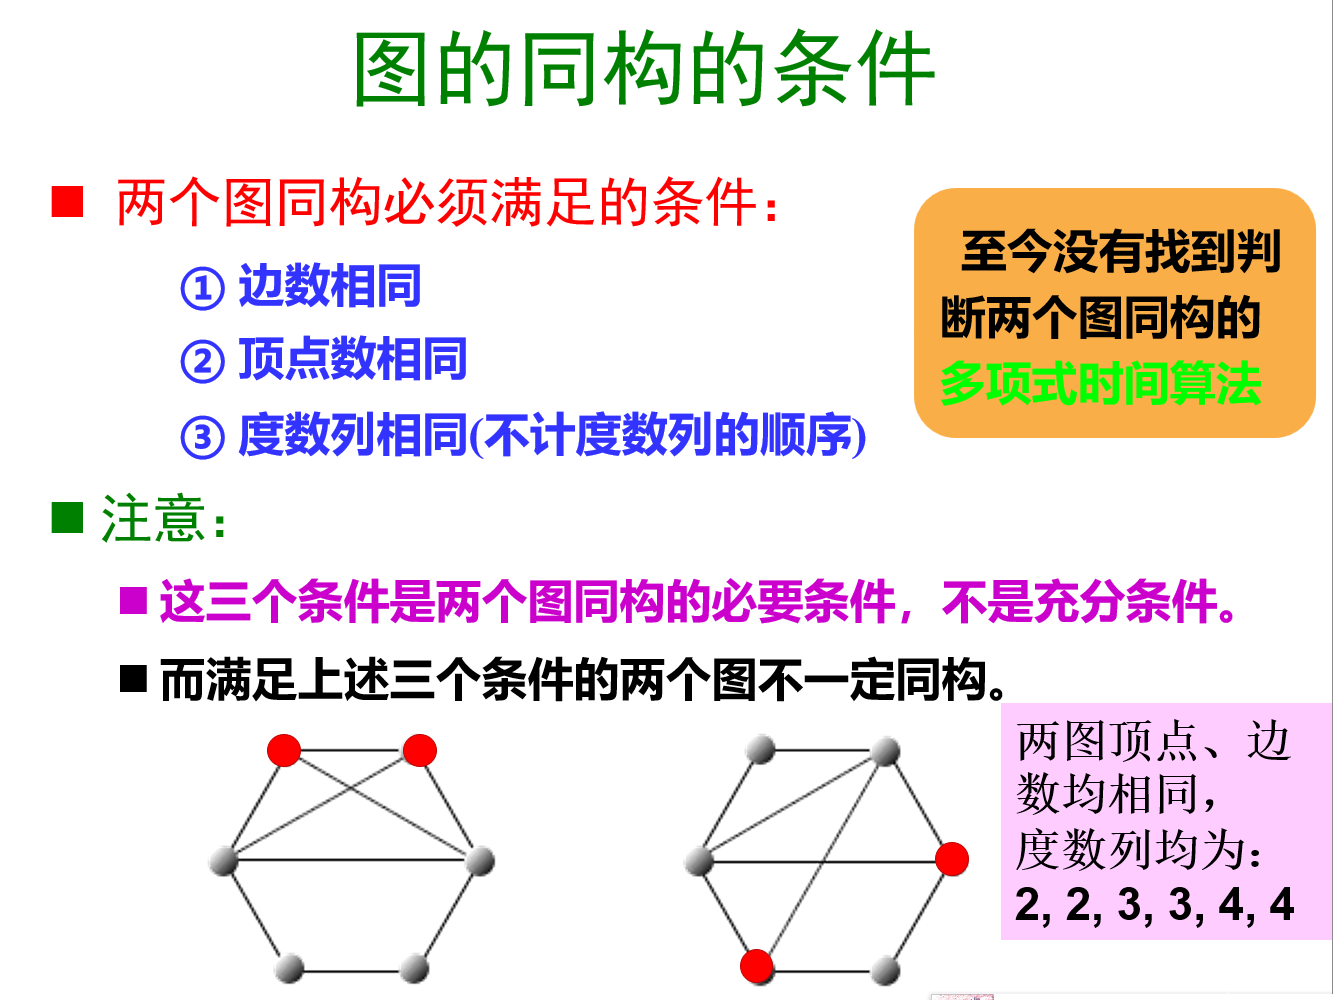 图的同构的条件
两个图同构必须满足的条件：
① 边数相同
② 顶点数相同
③ 度数列相同(不计度数列的顺序)
至今没有找到判
断两个图同构的
多项式时间算法
注意：
这三个条件是两个图同构的必要条件，不是充分条件。
而满足上述三个条件的两个图不一定同构。
两图顶点、边
数均相同，
度数列均为：
2, 2, 3, 3, 4, 4